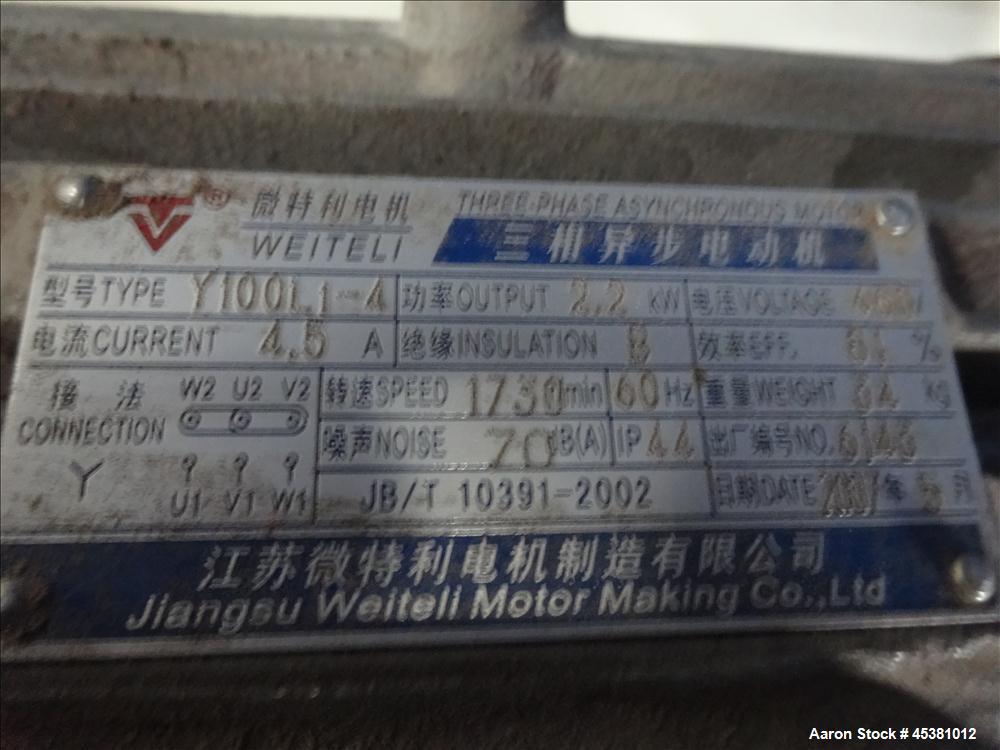 ® 微特利电机 THREE-PHASE ASYNCHRONOUS MOTOR
WEITELI 三相异步电动机
型号TYPE Y100L1-4 功率OUTPUT 2.2 kW 电压VOLTAGE V
电流CURRENT 4.5 A 绝缘INSULATION B 效率EFF. %
接法 W2 U2 V2 转速SPEED 1730 r/min 60 Hz 重量WEIGHT kg
CONNECTION 噪声NOISE 70 dB(A) IP 44 出厂编号NO.
Y U1 V1 W1 JB/T 10391-2002 日期DATE 2007 年 月
江苏微特利电机制造有限公司
Jiangsu Weiteli Motor Making Co.,Ltd
Aaron Stock # 45381012